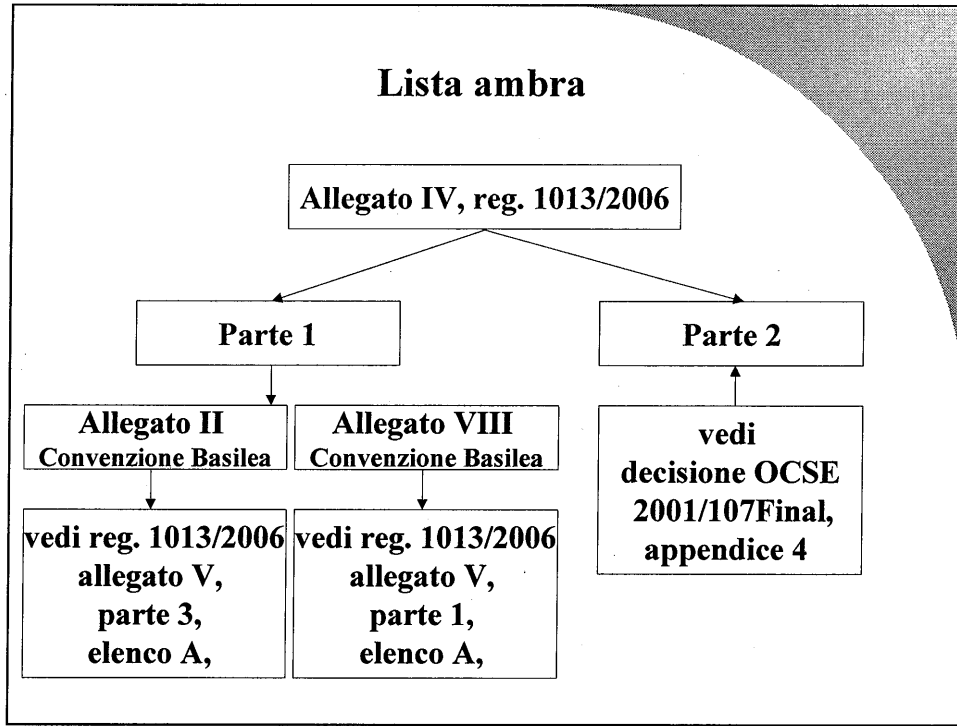 Lista ambra
Allegato IV, reg. 1013/2006
Parte 1
Parte 2
Allegato II
Convenzione Basilea
Allegato VIII
Convenzione Basilea
vedi
decisione OCSE
2001/107Final,
appendice 4
vedi reg. 1013/2006
allegato V,
parte 3,
elenco A,
vedi reg. 1013/2006
allegato V,
parte 1,
elenco A,